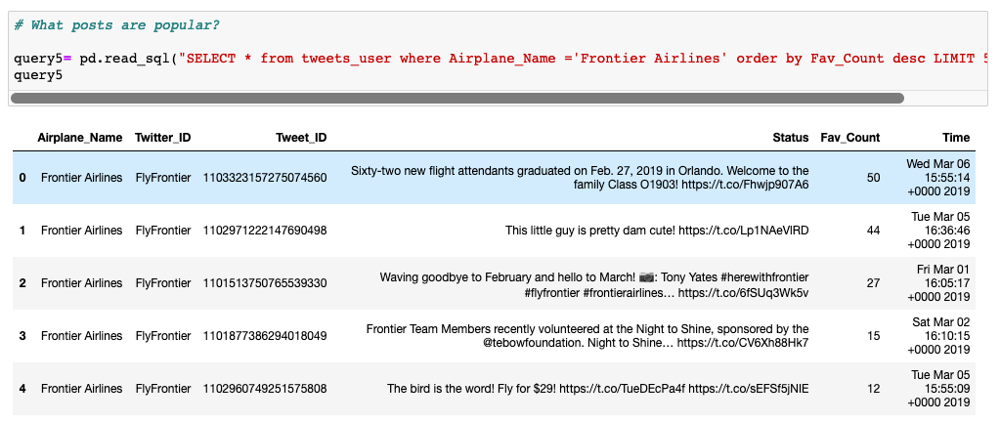 # What posts are popular?
query5= pd.read_sql("SELECT * from tweets_user where Airplane_Name ='Frontier Airlines' order by Fav_Count desc LIMIT 5
query5
Airplane_Name Twitter_ID Tweet_ID Status Fav_Count Time
0 Frontier Airlines FlyFrontier 1103323157275074560 Sixty-two new flight attendants graduated on Feb. 27, 2019 in Orlando. Welcome to the family Class O1903! https://t.co/Fhwjp907A6 50 Wed Mar 06 15:55:14 +0000 2019
1 Frontier Airlines FlyFrontier 1102971222147690498 This little guy is pretty dam cute! https://t.co/Lp1NAeVlRD 44 Tue Mar 05 16:36:46 +0000 2019
2 Frontier Airlines FlyFrontier 1101513750765539330 Waving goodbye to February and hello to March! 📷: Tony Yates #herewithfrontier #flyfrontier #frontierairlines… https://t.co/6fSUq3Wk5v 27 Fri Mar 01 16:05:17 +0000 2019
3 Frontier Airlines FlyFrontier 1101877386294018049 Frontier Team Members recently volunteered at the Night to Shine, sponsored by the @tebowfoundation. Night to Shine… https://t.co/CV6Xh88Hk7 15 Sat Mar 02 16:10:15 +0000 2019
4 Frontier Airlines FlyFrontier 1102960749251575808 The bird is the word! Fly for $29! https://t.co/TueDEcPa4f https://t.co/sEFSf5jNIE 12 Tue Mar 05 15:55:09 +0000 2019